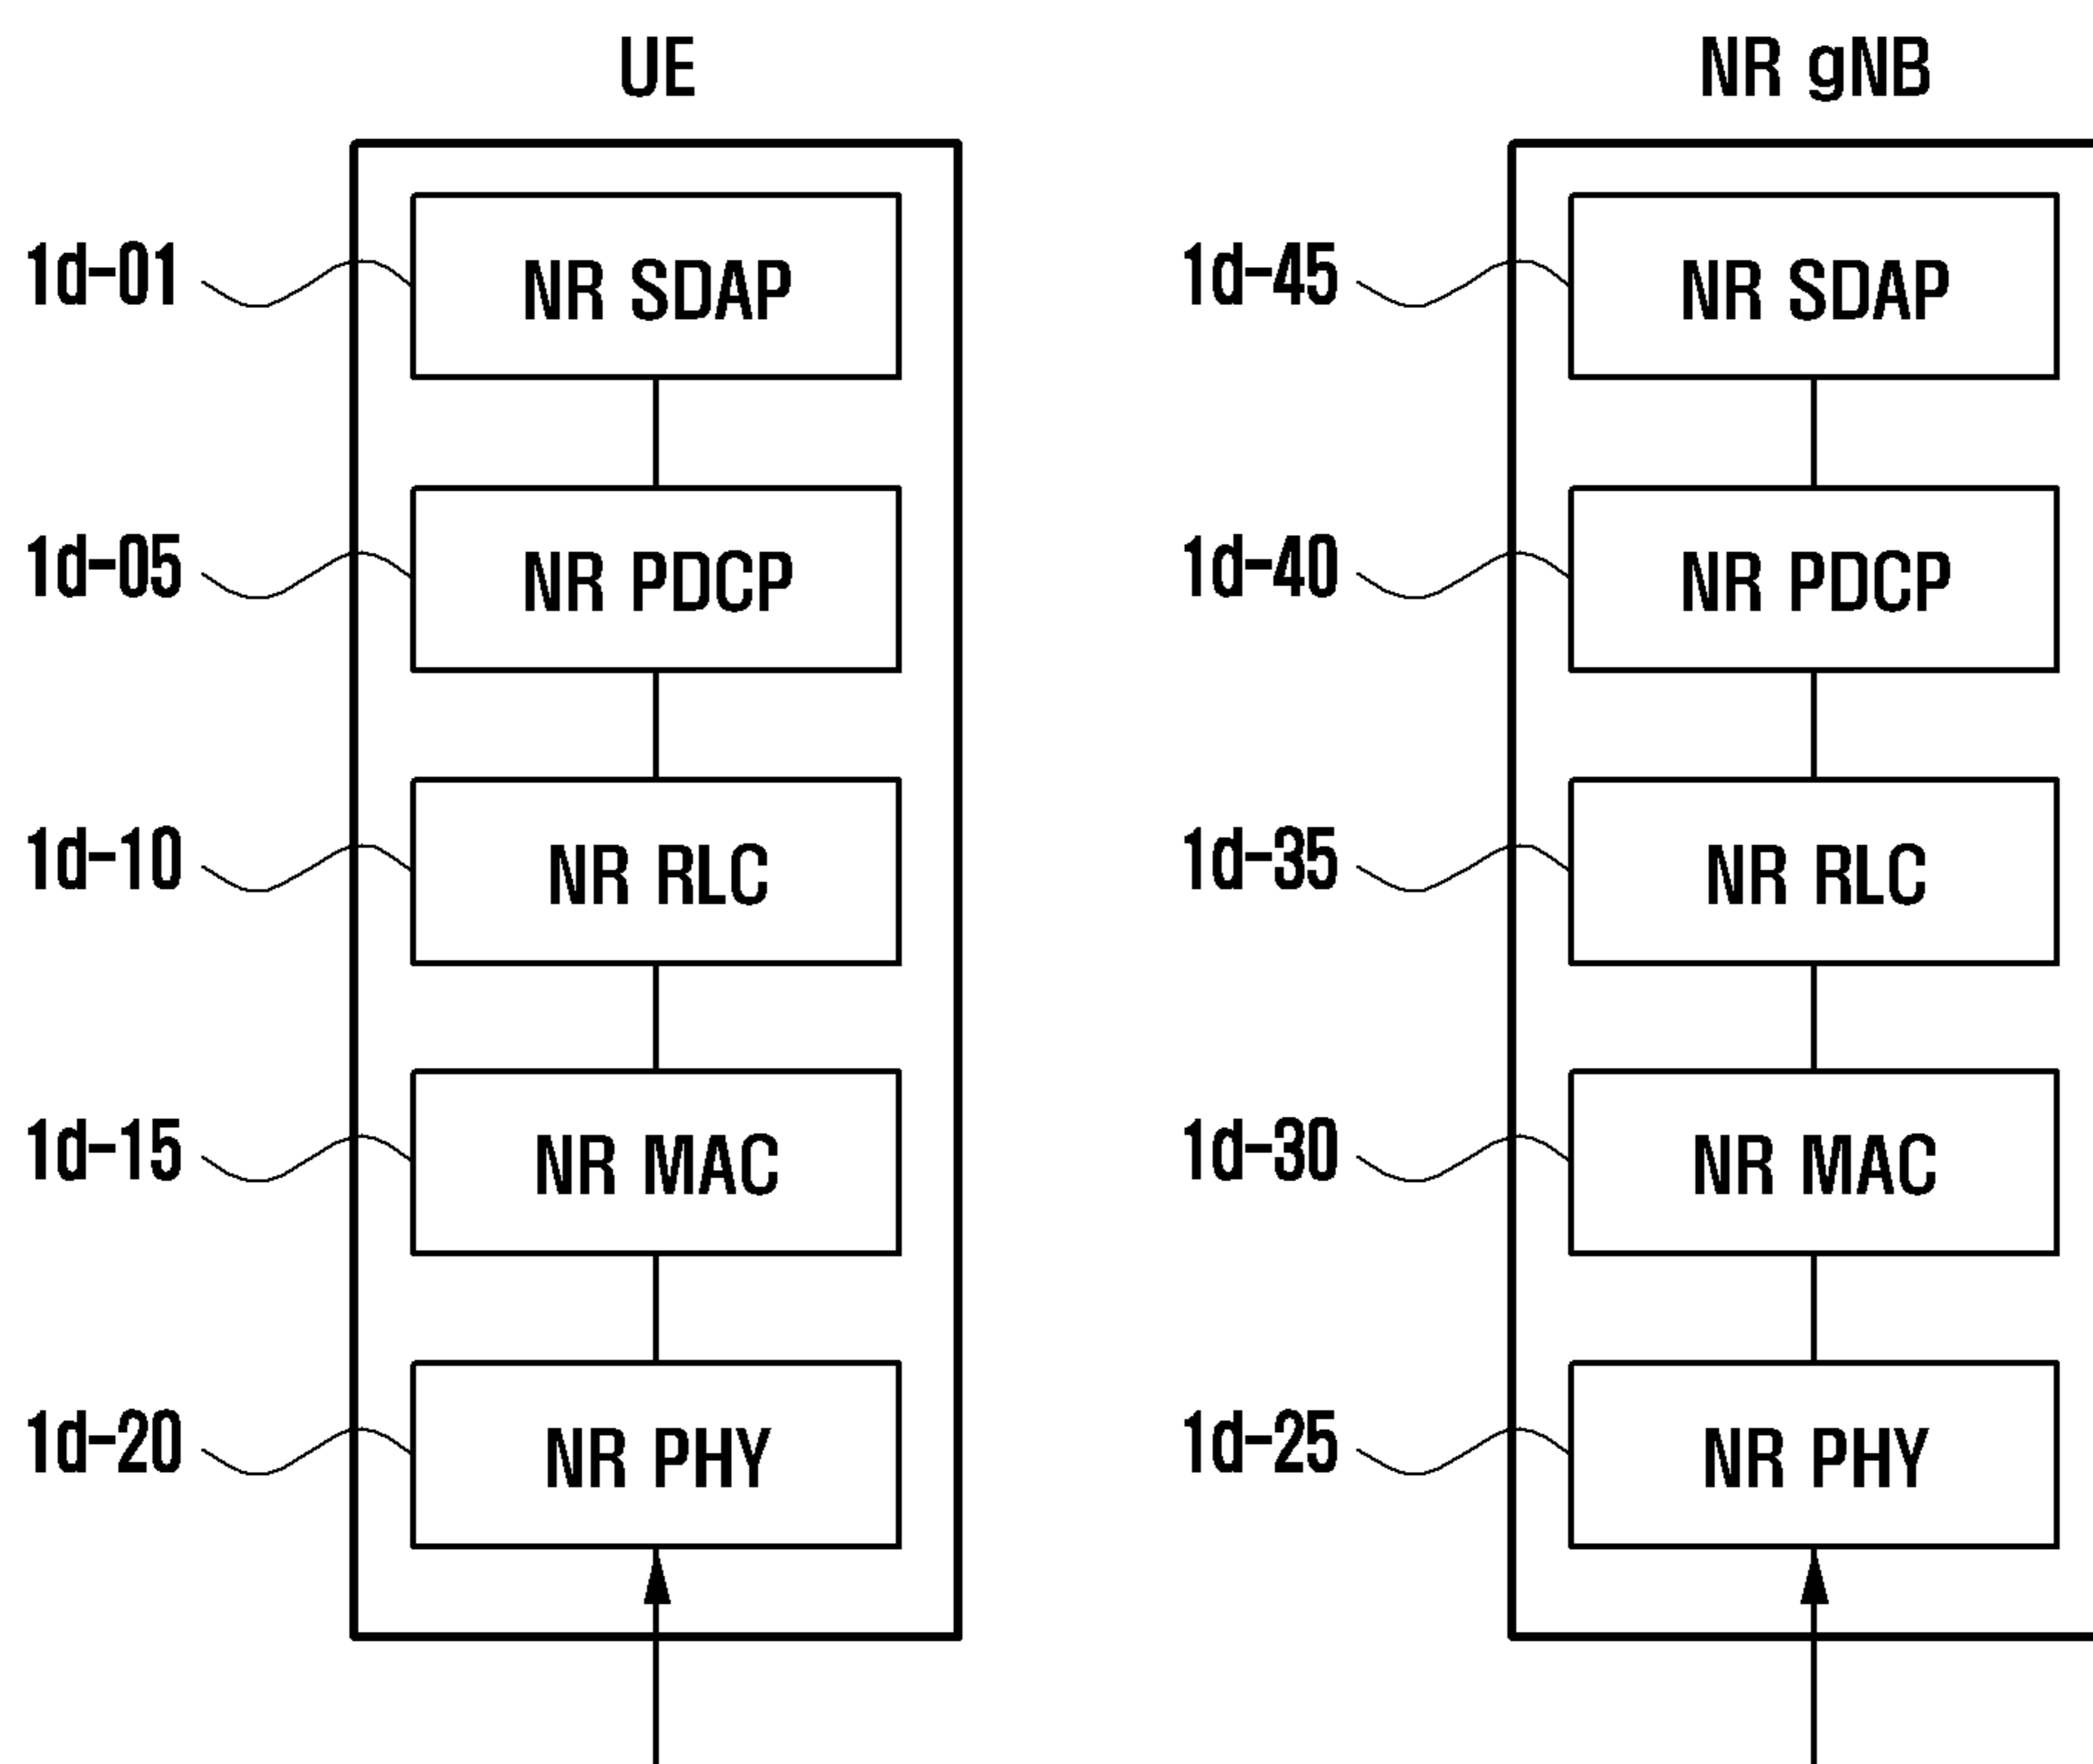 UE
NR gNB
1d-01
NR SDAP
1d-45
NR SDAP
1d-05
NR PDCP
1d-40
NR PDCP
1d-10
NR RLC
1d-35
NR RLC
1d-15
NR MAC
1d-30
NR MAC
1d-20
NR PHY
1d-25
NR PHY